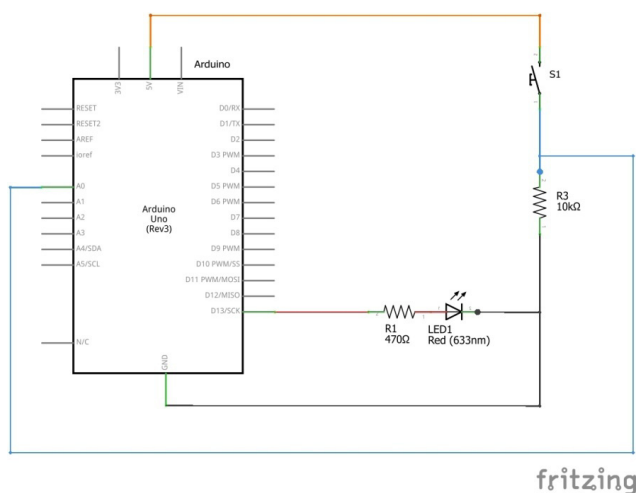 Arduino
3V3
5V
VIN
RESET
RESET2
AREF
ioref
A0
A1
A2
A3
A4/SDA
A5/SCL
N/C
D0/RX
D1/TX
D2
D3 PWM
D4
D5 PWM
D6 PWM
D7
D8
D9 PWM
D10 PWM/SS
D11 PWM/MOSI
D12/MISO
D13/SCK
Arduino
Uno
(Rev3)
GND
S1
R3
10kΩ
R1
470Ω
LED1
Red (633nm)
fritzing